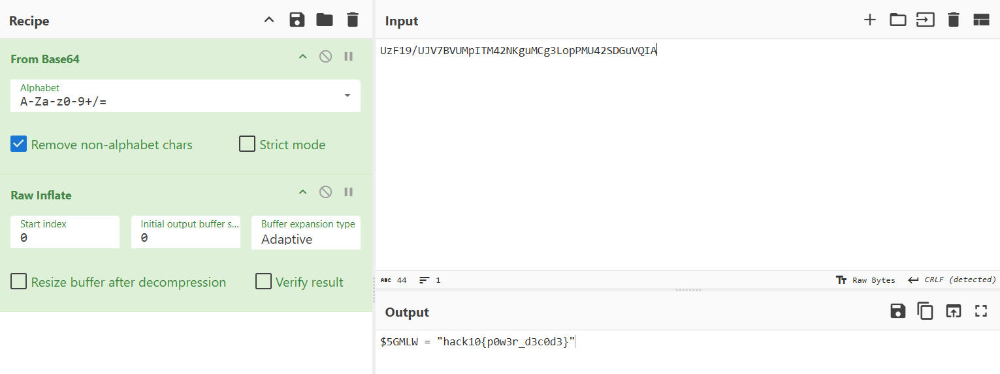 Recipe
From Base64
Alphabet
A-Za-z0-9+/=
Remove non-alphabet chars
Strict mode
Raw Inflate
Start index
0
Initial output buffer s...
0
Buffer expansion type
Adaptive
Resize buffer after decompression
Verify result
Input
UzF19/UJV7BVUMpITM42NKguMCg3LopPMU42SDGuVQIA
ABC 44
1
Tт Raw Bytes
CRLF (detected)
Output
$5GMLW = "hack10{p0w3r_d3c0d3}"